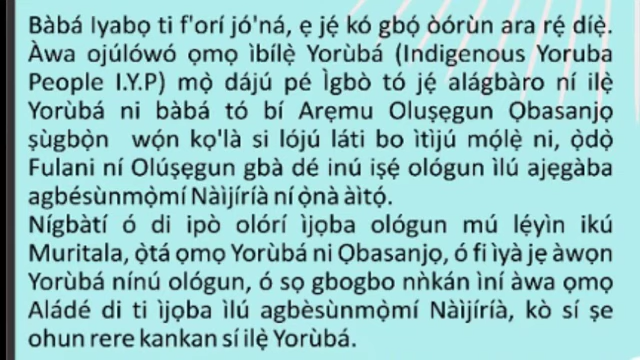 Bàbá Iyabọ ti f'orí jó'ná, ẹ jẹ́ kó gbọ́ òórùn ara rẹ́ díẹ̀.
Àwa ojúlówó ọmọ ìbílẹ̀ Yorùbá (Indigenous Yoruba
People I.Y.P) mọ̀ dájú pé Ìgbò tó jẹ́ alágbàro ní ilẹ̀
Yorùbá ni bàbá tó bí Arẹmu Oluṣẹgun Ọbasanjọ
ṣùgbọ̀n wọ́n kọ'là si lójú láti bo ìtìjú mọ́lẹ̀ ni, ọ̀dọ̀
Fulani ní Olúṣẹgun gbà dé inú iṣẹ́ ológun ìlú ajẹgàba
agbésùnmọ̀mí Nàìjíríà ní ọ̀nà àìtọ́.
Nígbàtí ó di ipò olórí ìjọba ológun mú lẹ́yìn ikú
Muritala, ọ̀tá ọmọ Yorùbá ni Ọbasanjọ, ó fi ìyà jẹ àwọn
Yorùbá nínú ológun, ó sọ gbogbo nǹkán ìní àwa ọmọ
Aládé di ti ìjọba ìlú agbèsùnmọ̀mí Nàìjíríà, kò sí ṣe
ohun rere kankan sí ilẹ̀ Yorùbá.